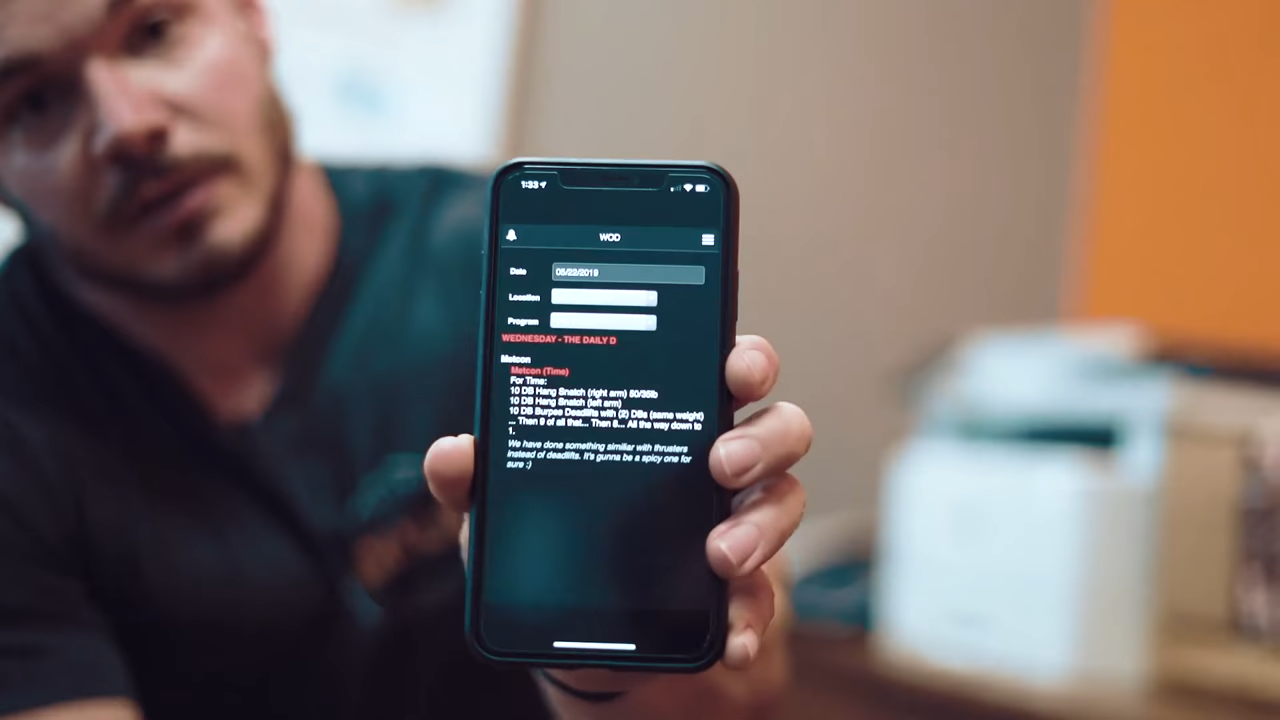 1:33
WOD
Date 05/22/2019
Location
Program
WEDNESDAY - THE DAILY D
Metcon
Metcon (Time)
For Time:
10 DB Hang Snatch (right arm) 50/35lb
10 DB Hang Snatch (left arm)
10 DB Burpee Deadlifts with (2) DBs (same weight)
... Then 9 of all that... Then 8... All the way down to
1.
We have done something similiar with thrusters
instead of deadlifts. It's gunna be a spicy one for
sure :)